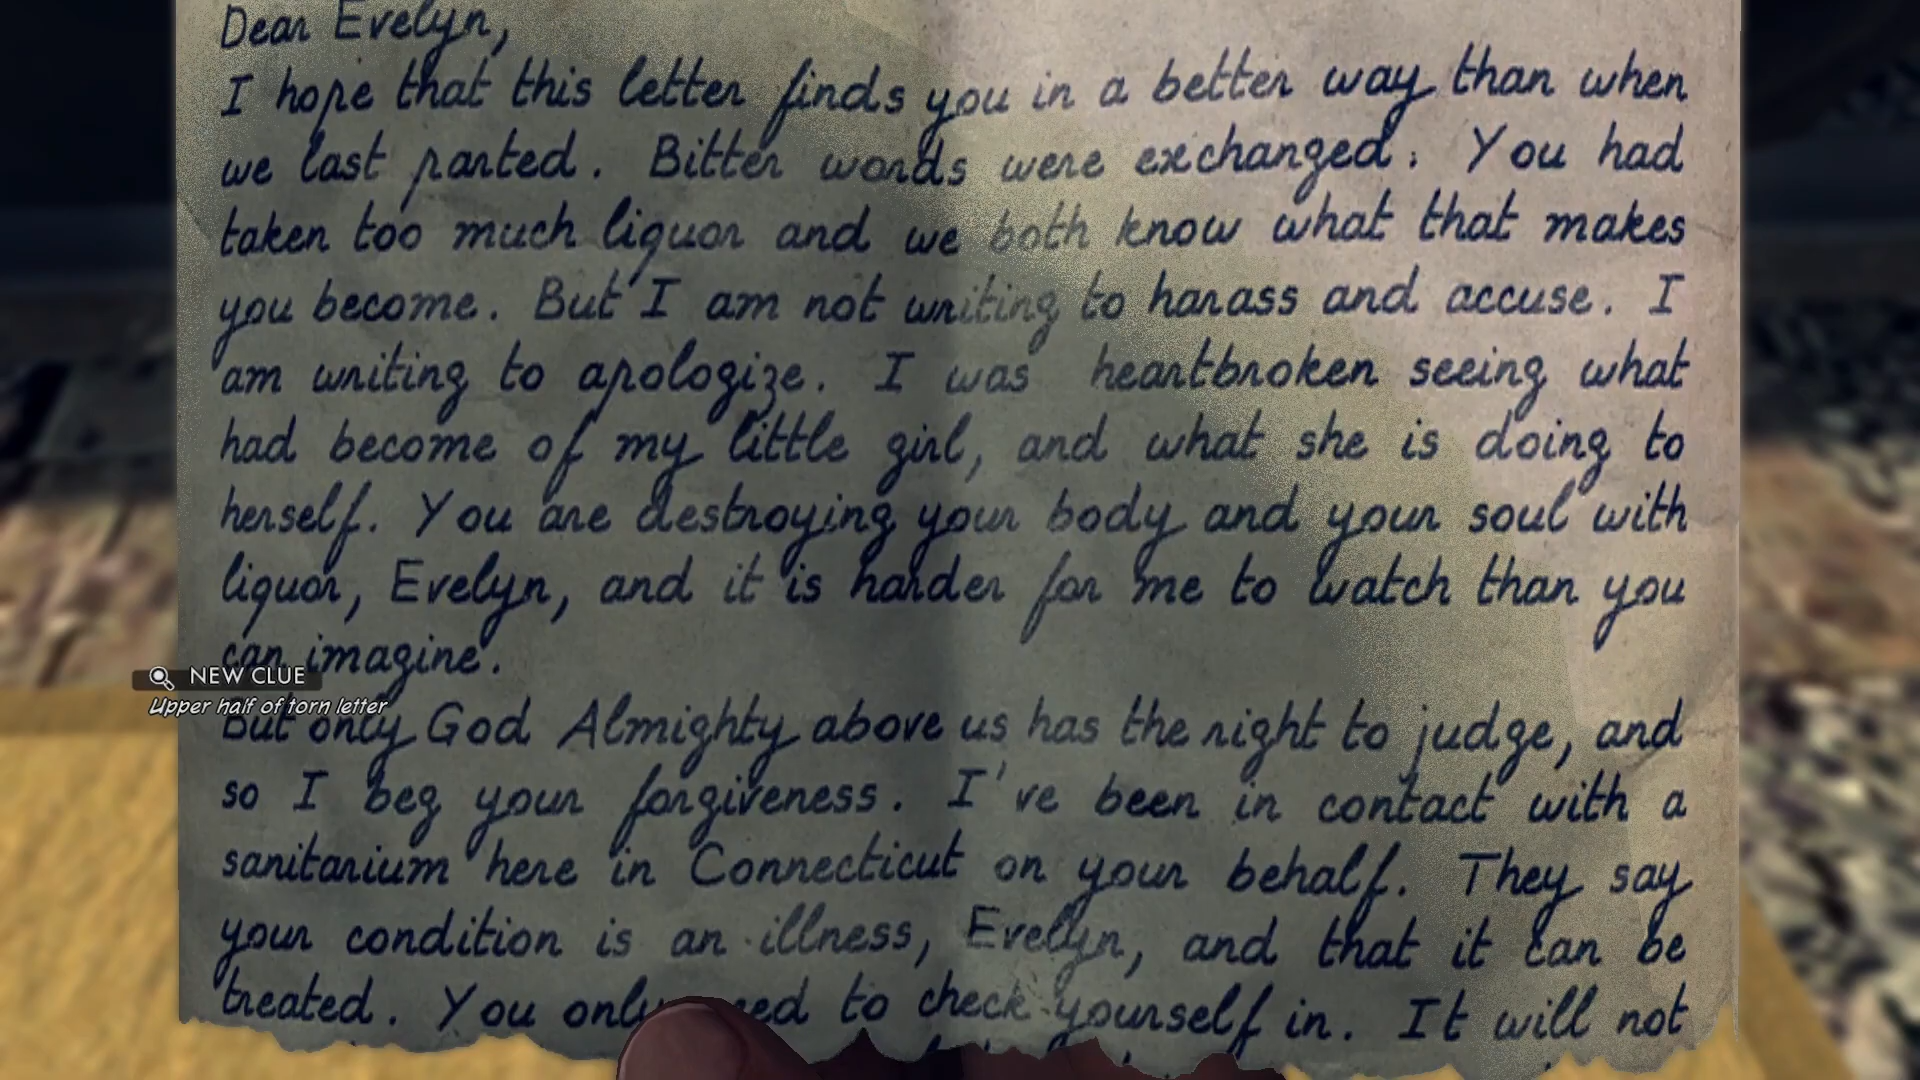 Dear Evelyn,
I hope that this letter finds you in a better way than when
we last parted. Bitter words were exchanged. You had
taken too much liquor and we both know what that makes
you become. But I am not writing to harass and accuse. I
am writing to apologize. I was heartbroken seeing what
had become of my little girl, and what she is doing to
herself. You are destroying your body and your soul with
liquor, Evelyn, and it is harder for me to watch than you
can imagine.
NEW CLUE
Upper half of torn letter
But only God Almighty above us has the right to judge, and
so I beg your forgiveness. I've been in contact with a
sanitarium here in Connecticut on your behalf. They say
your condition is an illness, Evelyn, and that it can be
treated. You only need to check yourself in. It will not